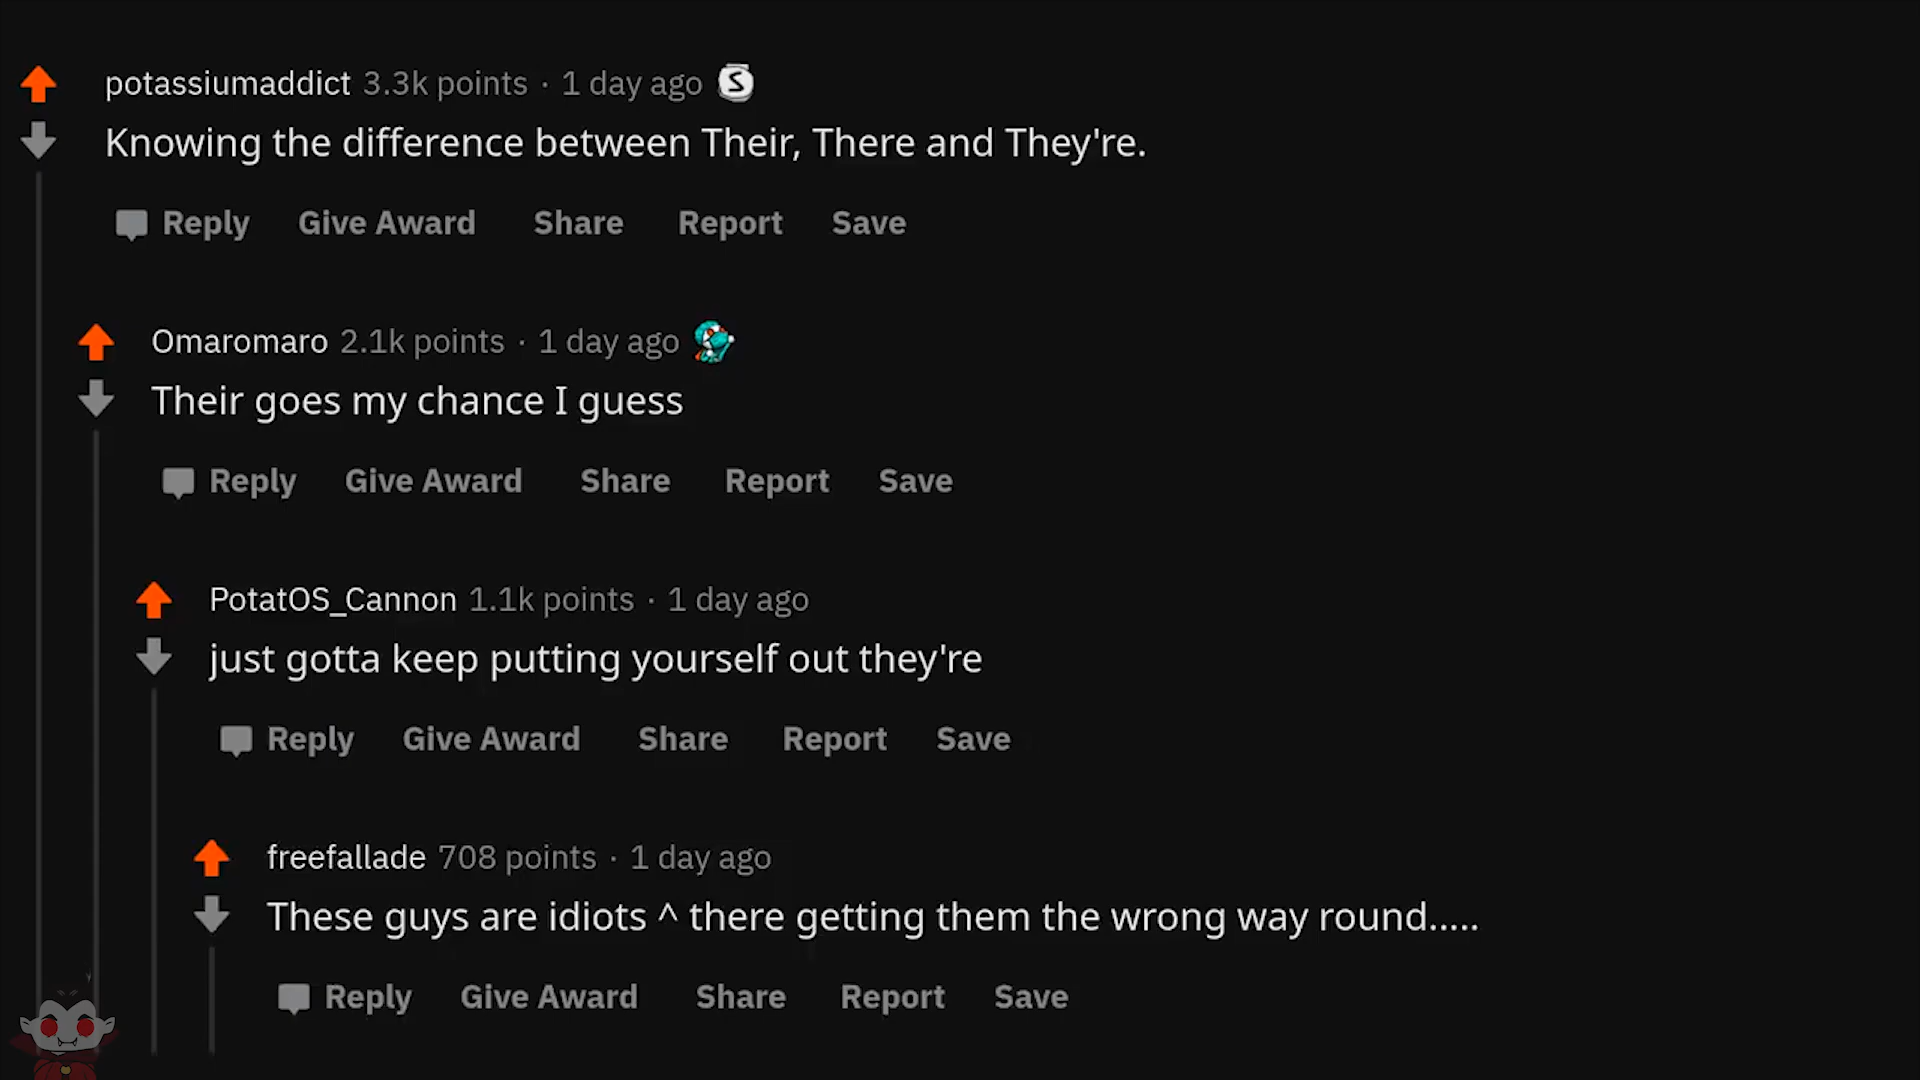 potassiumaddict 3.3k points · 1 day ago S
Knowing the difference between Their, There and They're.
Reply Give Award Share Report Save
Omaromaro 2.1k points · 1 day ago
Their goes my chance I guess
Reply Give Award Share Report Save
PotatOS_Cannon 1.1k points · 1 day ago
just gotta keep putting yourself out they're
Reply Give Award Share Report Save
freefallade 708 points · 1 day ago
These guys are idiots ^ there getting them the wrong way round.....
Reply Give Award Share Report Save